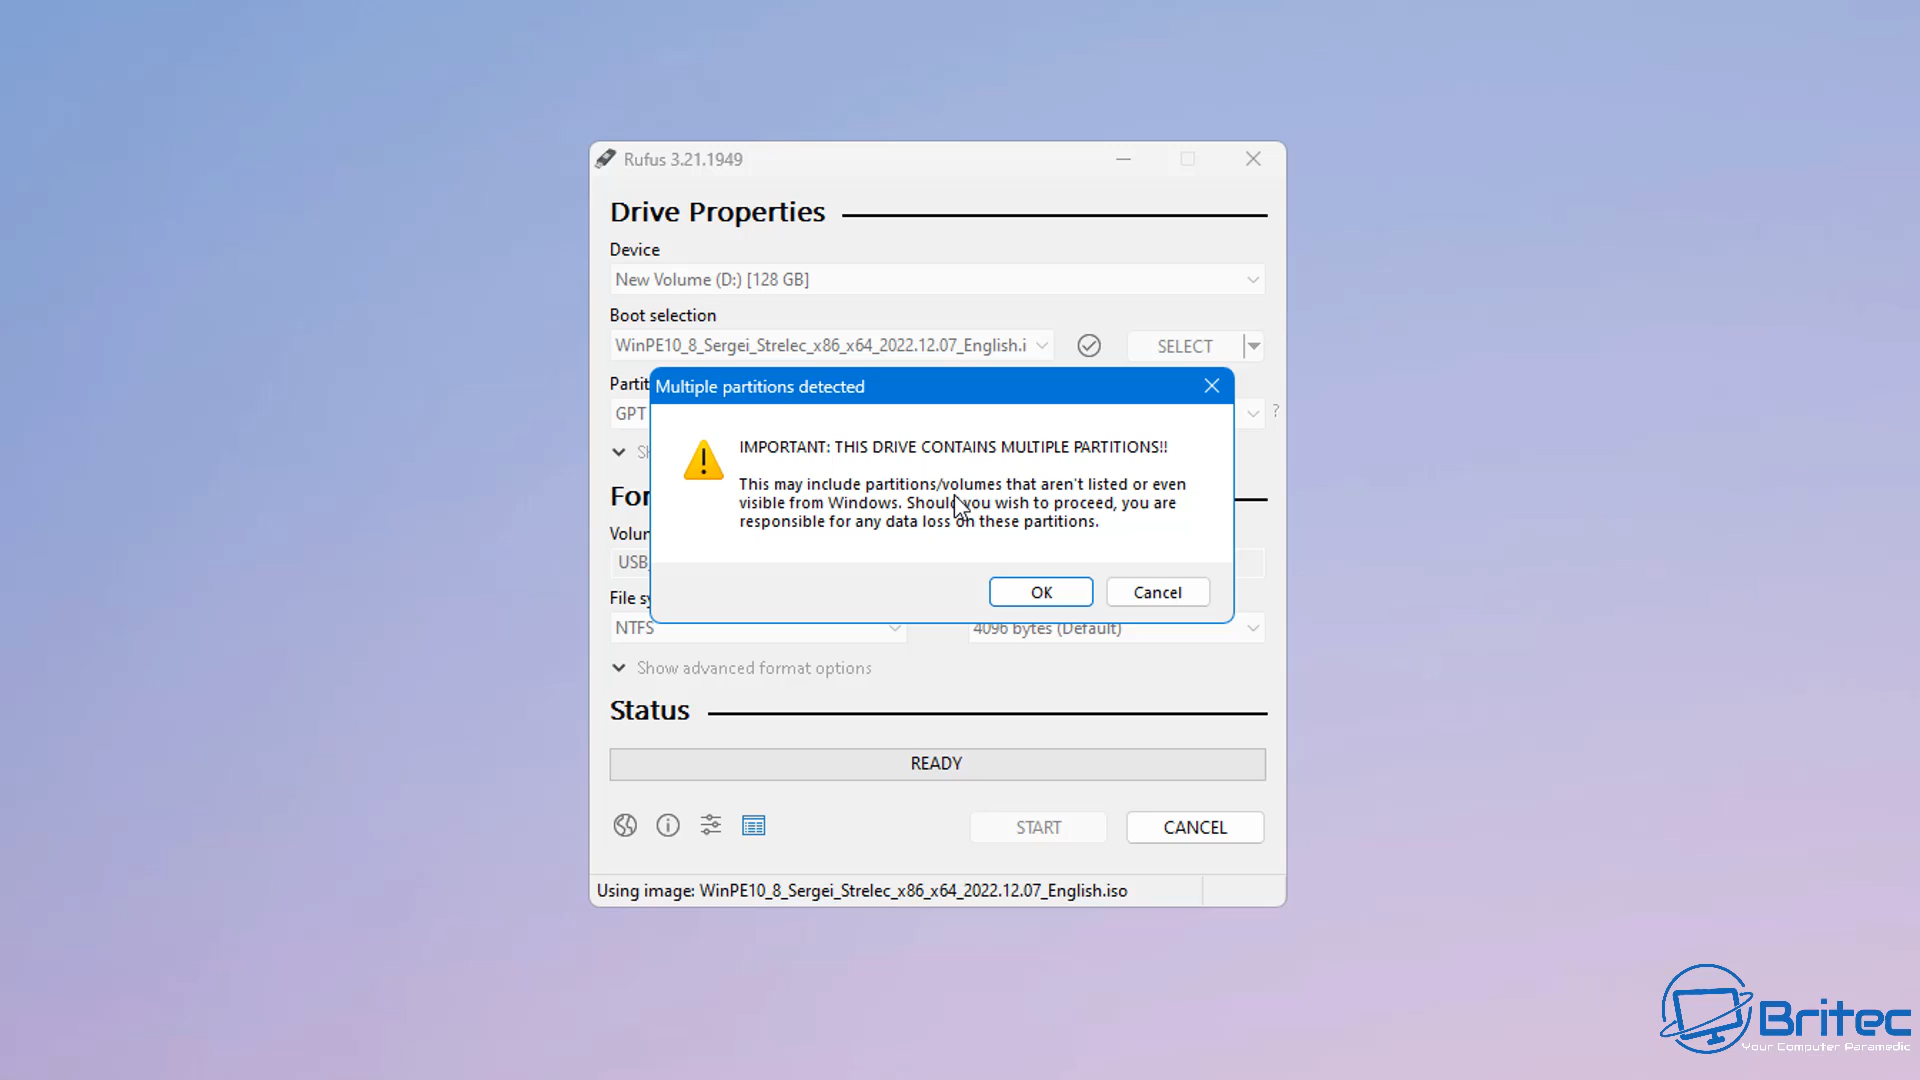 Rufus 3.21.1949
Drive Properties
Device
New Volume (D:) [128 GB]
Boot selection
WinPE10_8_Sergei_Strelec_x86_x64_2022.12.07_English.i
SELECT
Partit
GPT
?
Multiple partitions detected
IMPORTANT: THIS DRIVE CONTAINS MULTIPLE PARTITIONS!!
This may include partitions/volumes that aren't listed or even
visible from Windows. Should you wish to proceed, you are
responsible for any data loss on these partitions.
OK
Cancel
For
Volun
USB_
File sy
NTFS
4096 bytes (Default)
Show advanced format options
Status
READY
START
CANCEL
Using image: WinPE10_8_Sergei_Strelec_x86_x64_2022.12.07_English.iso
Britec
Your Computer Paramedic